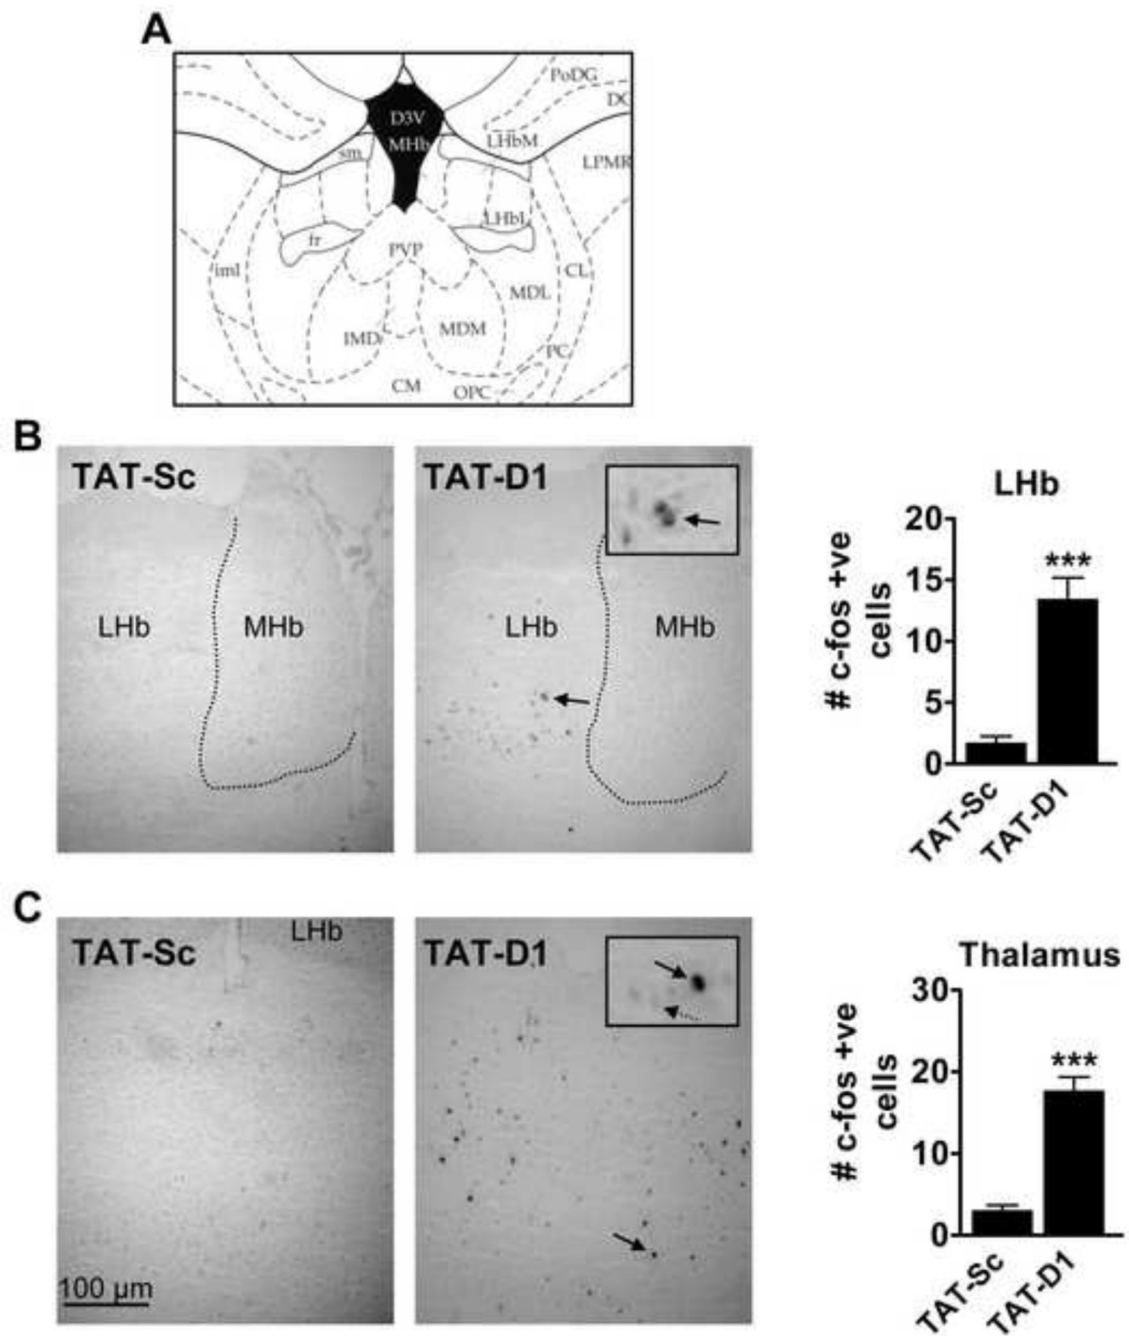 A
PoDG
DG
D3V
MHb
LHbM
sm
LPMR
LHbL
fr
PVP
iml
CL
MDL
IMD
MDM
PC
CM
OPC
B
TAT-Sc
LHb
MHb
TAT-D1
LHb
MHb
LHb
# c-fos +ve
cells
20
15
10
5
0
***
TAT-Sc
TAT-D1
C
TAT-Sc
LHb
100 µm
TAT-D1
Thalamus
# c-fos +ve
cells
30
20
10
0
***
TAT-Sc
TAT-D1